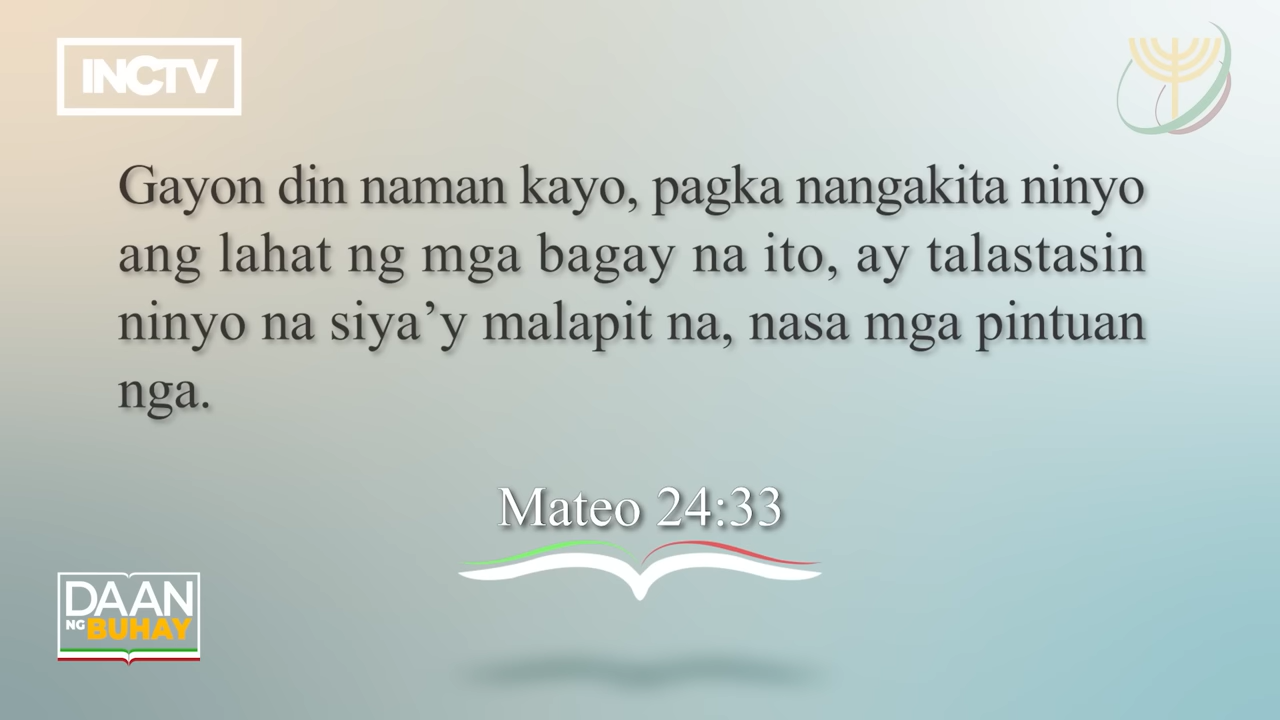 INCTV
Gayon din naman kayo, pagka nangakita ninyo
ang lahat ng mga bagay na ito, ay talastasin
ninyo na siya’y malapit na, nasa mga pintuan
nga.
Mateo 24:33
DAAN
NG BUHAY